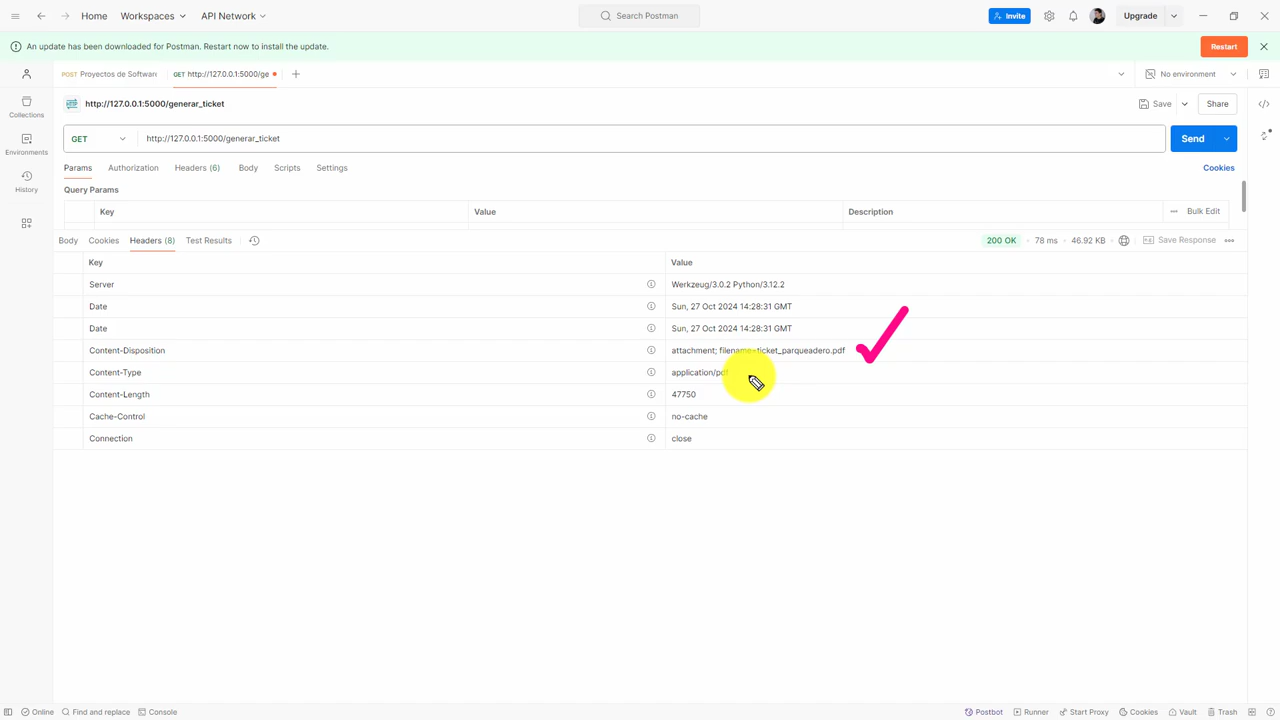 Home Workspaces API Network Search Postman Invite Upgrade
An update has been downloaded for Postman. Restart now to install the update. Restart
POST Proyectos de Softwar GET http://127.0.0.1:5000/ge No environment
http://127.0.0.1:5000/generar_ticket Save Share
Collections
GET http://127.0.0.1:5000/generar_ticket Send
Environments
Params Authorization Headers (6) Body Scripts Settings Cookies
History
Query Params
Key Value Description Bulk Edit
Body Cookies Headers (8) Test Results 200 OK 78 ms 46.92 KB Save Response
Key Value
Server Werkzeug/3.0.2 Python/3.12.2
Date Sun, 27 Oct 2024 14:28:31 GMT
Date Sun, 27 Oct 2024 14:28:31 GMT
Content-Disposition attachment; filename=ticket_parqueadero.pdf
Content-Type application/pdf
Content-Length 47750
Cache-Control no-cache
Connection close
Online Find and replace Console Postbot Runner Start Proxy Cookies Vault Trash